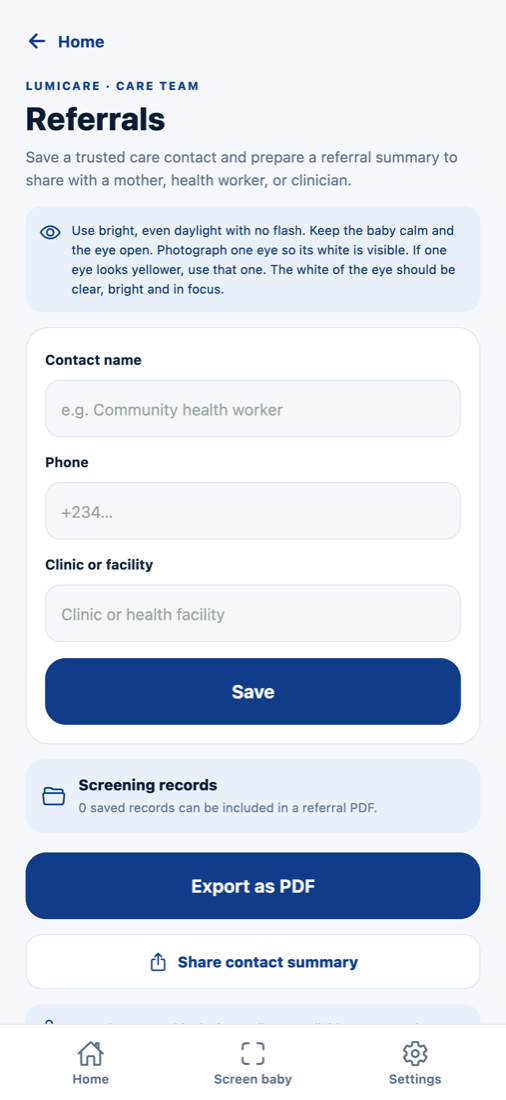 Home
LUMICARE · CARE TEAM
Referrals
Save a trusted care contact and prepare a referral summary to
share with a mother, health worker, or clinician.
Use bright, even daylight with no flash. Keep the baby calm and
the eye open. Photograph one eye so its white is visible. If one
eye looks yellower, use that one. The white of the eye should be
clear, bright and in focus.
Contact name
e.g. Community health worker
Phone
+234...
Clinic or facility
Clinic or health facility
Save
Screening records
0 saved records can be included in a referral PDF.
Export as PDF
Share contact summary
Home
Screen baby
Settings